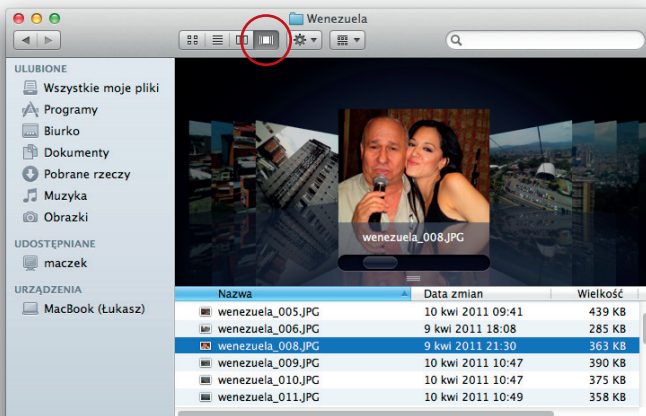 Wenezuela
ULUBIONE
Wszystkie moje pliki
Programy
Biurko
Dokumenty
Pobrane rzeczy
Muzyka
Obrazki
UDOSTĘPNIANE
maczek
URZĄDZENIA
MacBook (Łukasz)
wenezuela_008.JPG
Nazwa Data zmian Wielkość
wenezuela_005.JPG 10 kwi 2011 09:41 439 KB
wenezuela_006.JPG 9 kwi 2011 18:08 285 KB
wenezuela_008.JPG 9 kwi 2011 21:30 363 KB
wenezuela_009.JPG 10 kwi 2011 10:47 390 KB
wenezuela_010.JPG 10 kwi 2011 10:47 375 KB
wenezuela_011.JPG 10 kwi 2011 10:49 358 KB